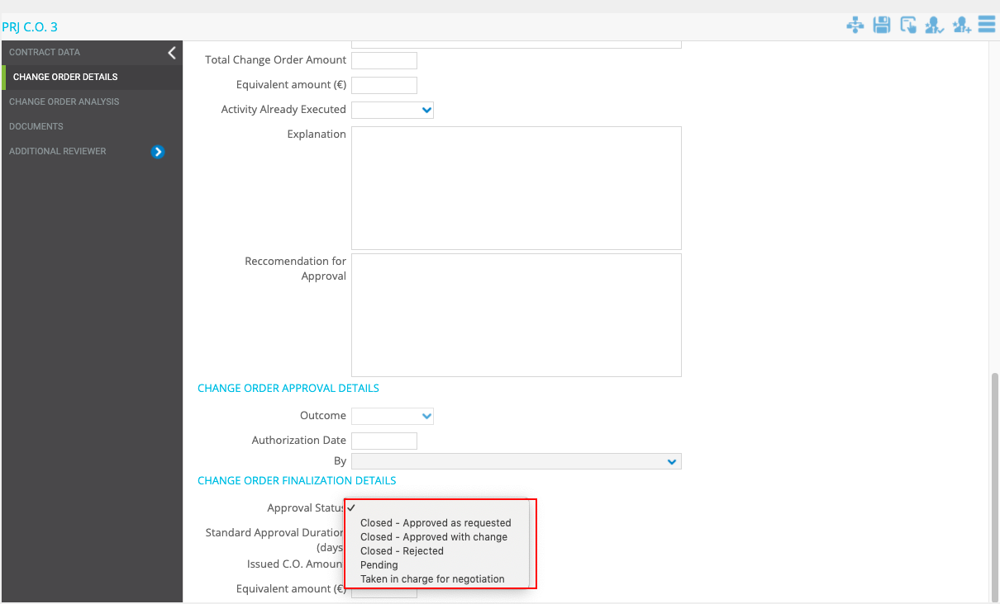 PRJ C.O. 3
CONTRACT DATA
CHANGE ORDER DETAILS
CHANGE ORDER ANALYSIS
DOCUMENTS
ADDITIONAL REVIEWER
Total Change Order Amount
Equivalent amount (€)
Activity Already Executed
Explanation
Reccomendation for
Approval
CHANGE ORDER APPROVAL DETAILS
Outcome
Authorization Date
By
CHANGE ORDER FINALIZATION DETAILS
Approval Status
Closed - Approved as requested
Closed - Approved with change
Closed - Rejected
Pending
Taken in charge for negotiation
Standard Approval Duration
(days
Issued C.O. Amoun
Equivalent amount (€)